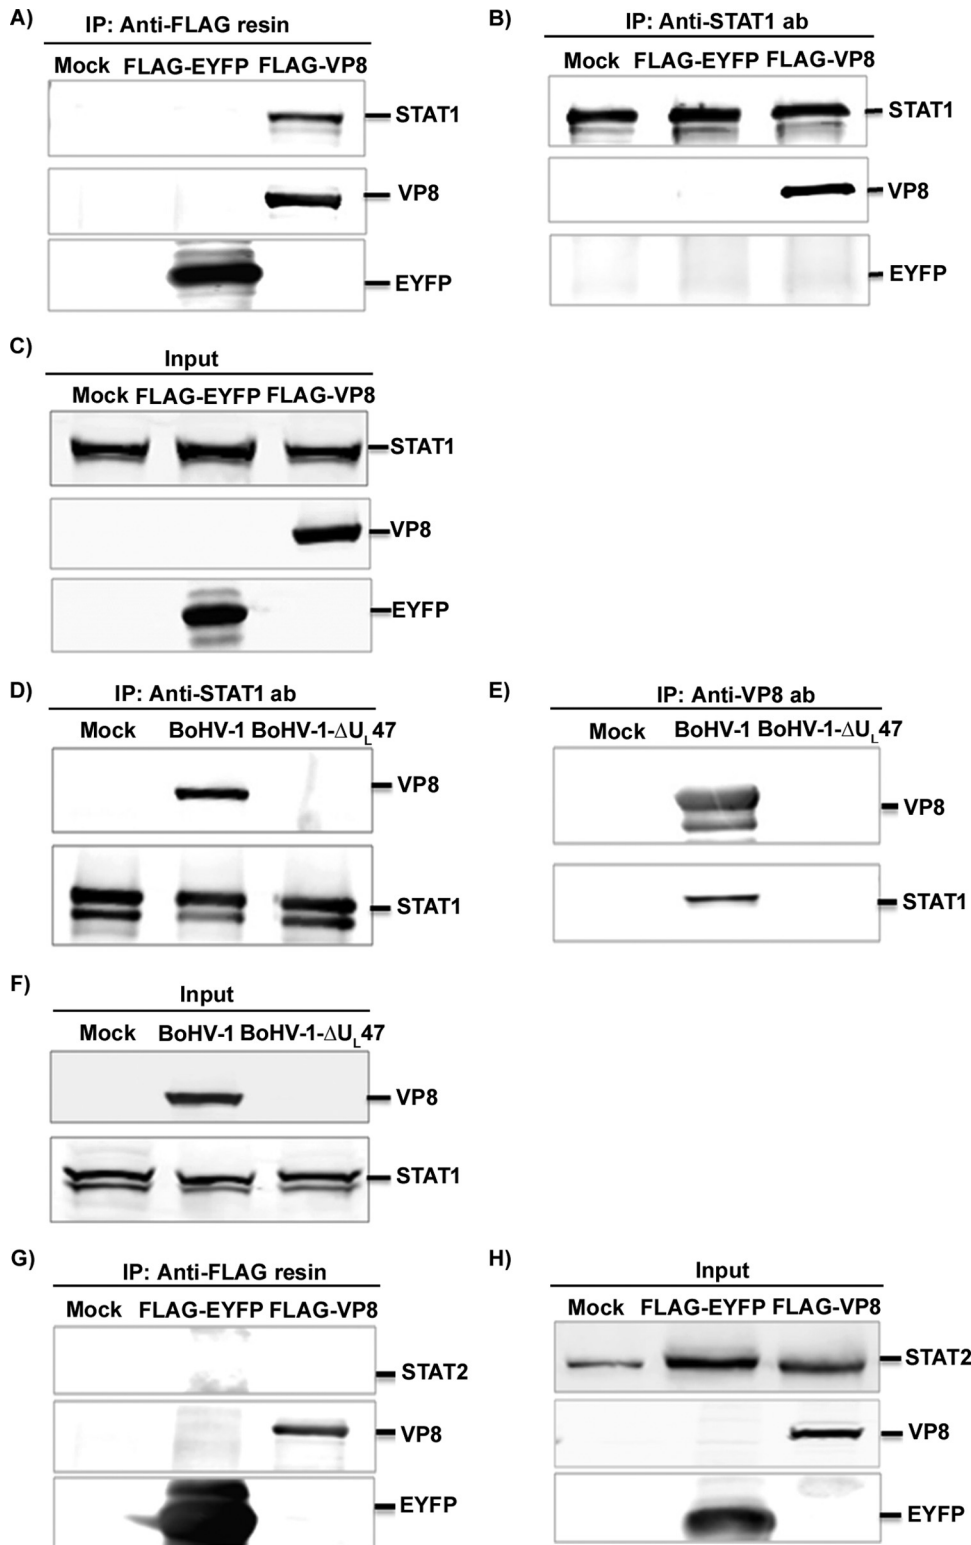 A)
IP: Anti-FLAG resin
Mock FLAG-EYFP FLAG-VP8
STAT1
VP8
EYFP
B)
IP: Anti-STAT1 ab
Mock FLAG-EYFP FLAG-VP8
STAT1
VP8
EYFP
C)
Input
Mock FLAG-EYFP FLAG-VP8
STAT1
VP8
EYFP
D)
IP: Anti-STAT1 ab
Mock BoHV-1 BoHV-1-ΔUL47
VP8
STAT1
E)
IP: Anti-VP8 ab
Mock BoHV-1 BoHV-1-ΔUL47
VP8
STAT1
F)
Input
Mock BoHV-1 BoHV-1-ΔUL47
VP8
STAT1
G)
IP: Anti-FLAG resin
Mock FLAG-EYFP FLAG-VP8
STAT2
VP8
EYFP
H)
Input
Mock FLAG-EYFP FLAG-VP8
STAT2
VP8
EYFP